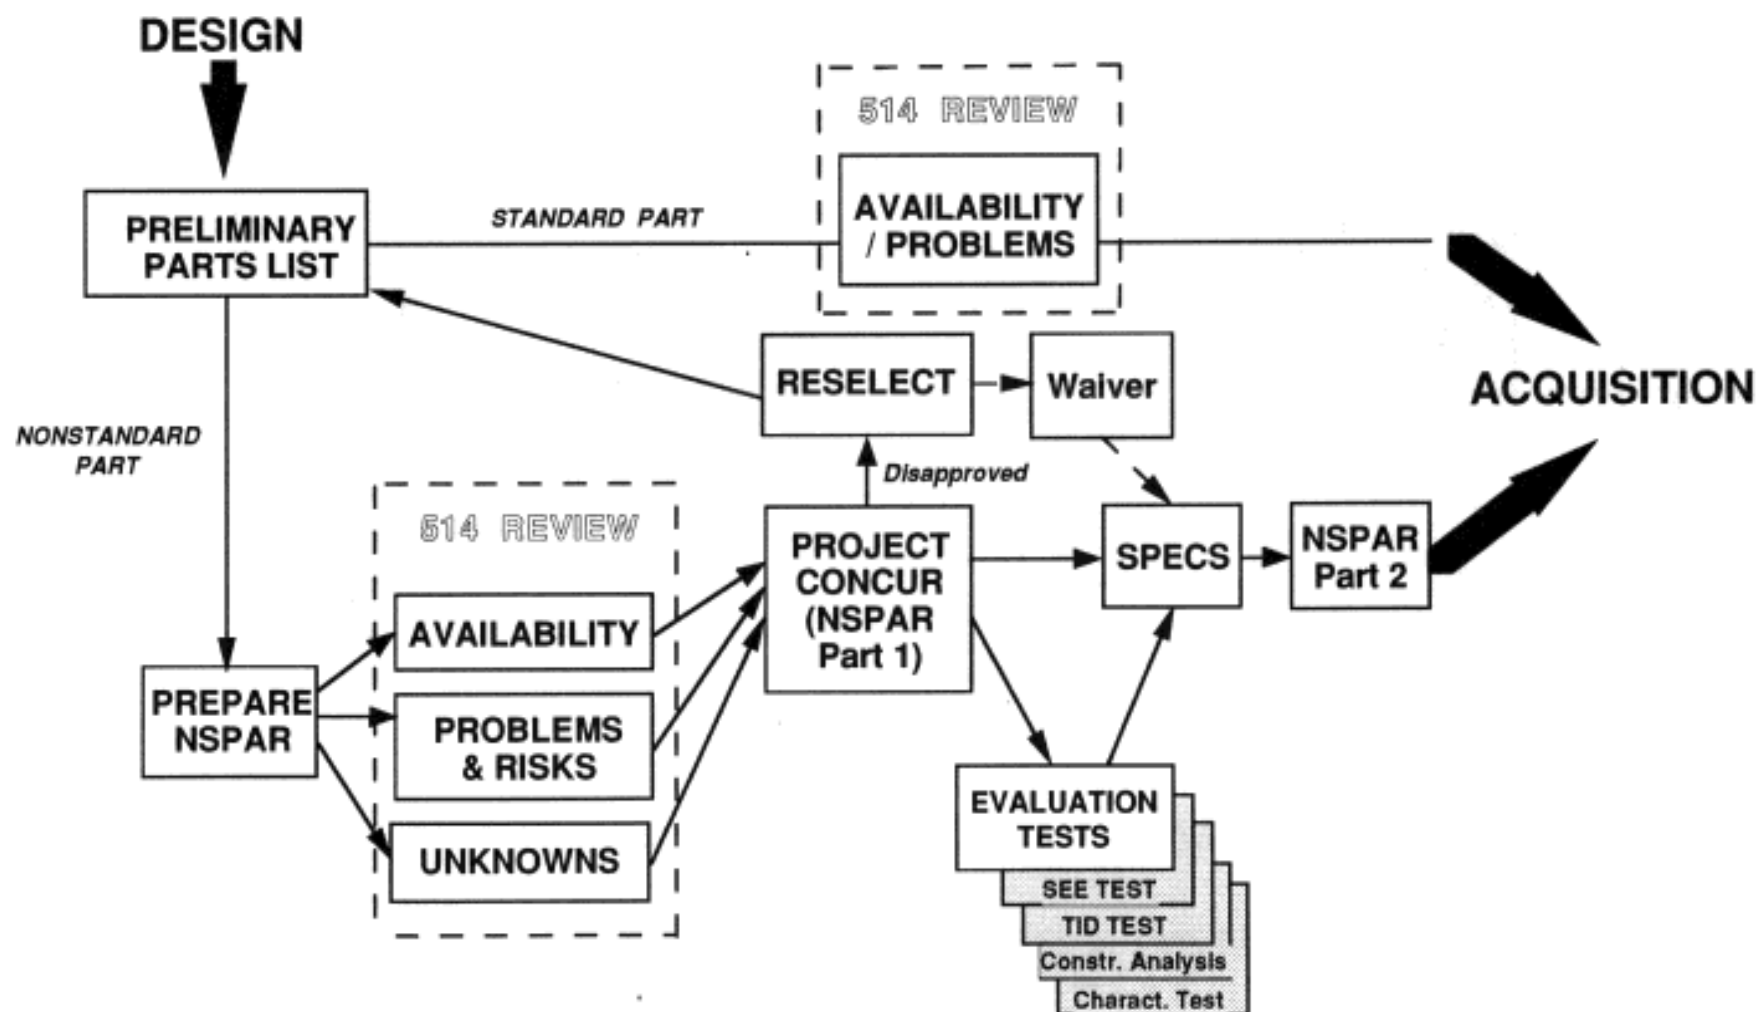 DESIGN
514 REVIEW
PRELIMINARY
PARTS LIST
STANDARD PART
AVAILABILITY
/ PROBLEMS
RESELECT
Waiver
ACQUISITION
NONSTANDARD
PART
Disapproved
514 REVIEW
PROJECT
CONCUR
(NSPAR
Part 1)
SPECS
NSPAR
Part 2
AVAILABILITY
PREPARE
NSPAR
PROBLEMS
& RISKS
UNKNOWNS
EVALUATION
TESTS
SEE TEST
TID TEST
Constr. Analysis
Charact. Test